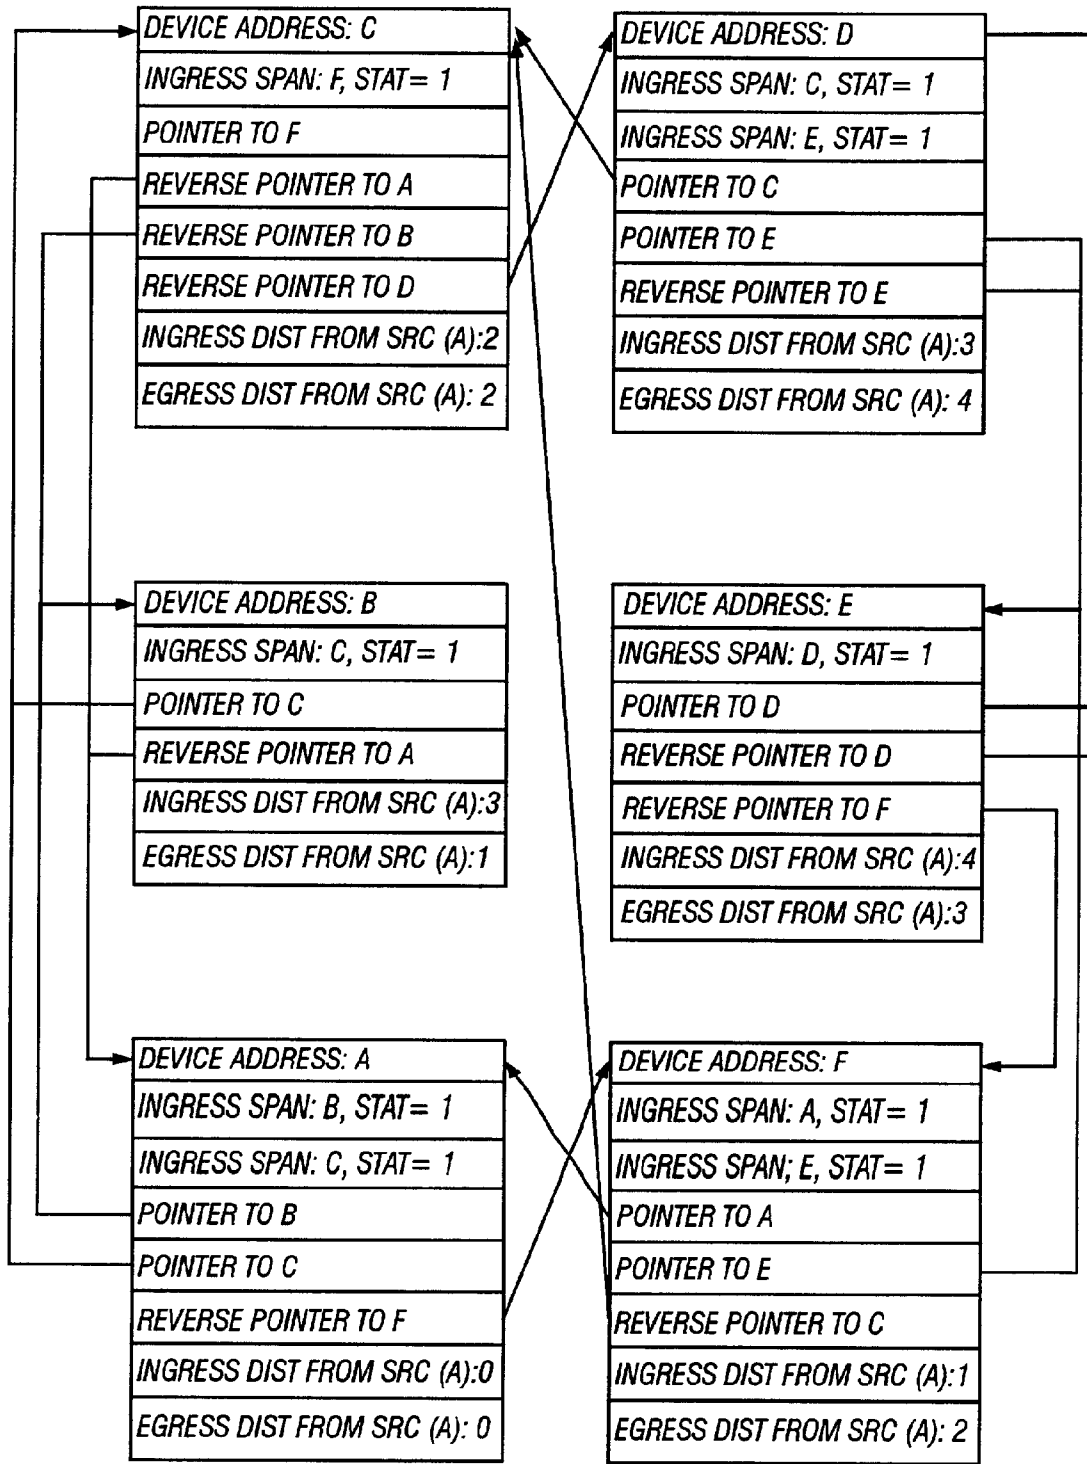 DEVICE ADDRESS: C
INGRESS SPAN: F, STAT= 1
POINTER TO F
REVERSE POINTER TO A
REVERSE POINTER TO B
REVERSE POINTER TO D
INGRESS DIST FROM SRC (A):2
EGRESS DIST FROM SRC (A): 2
DEVICE ADDRESS: D
INGRESS SPAN: C, STAT= 1
INGRESS SPAN: E, STAT= 1
POINTER TO C
POINTER TO E
REVERSE POINTER TO E
INGRESS DIST FROM SRC (A):3
EGRESS DIST FROM SRC (A): 4
DEVICE ADDRESS: B
INGRESS SPAN: C, STAT= 1
POINTER TO C
REVERSE POINTER TO A
INGRESS DIST FROM SRC (A):3
EGRESS DIST FROM SRC (A):1
DEVICE ADDRESS: E
INGRESS SPAN: D, STAT= 1
POINTER TO D
REVERSE POINTER TO D
REVERSE POINTER TO F
INGRESS DIST FROM SRC (A):4
EGRESS DIST FROM SRC (A):3
DEVICE ADDRESS: A
INGRESS SPAN: B, STAT= 1
INGRESS SPAN: C, STAT= 1
POINTER TO B
POINTER TO C
REVERSE POINTER TO F
INGRESS DIST FROM SRC (A):0
EGRESS DIST FROM SRC (A): 0
DEVICE ADDRESS: F
INGRESS SPAN: A, STAT= 1
INGRESS SPAN; E, STAT= 1
POINTER TO A
POINTER TO E
REVERSE POINTER TO C
INGRESS DIST FROM SRC (A):1
EGRESS DIST FROM SRC (A): 2